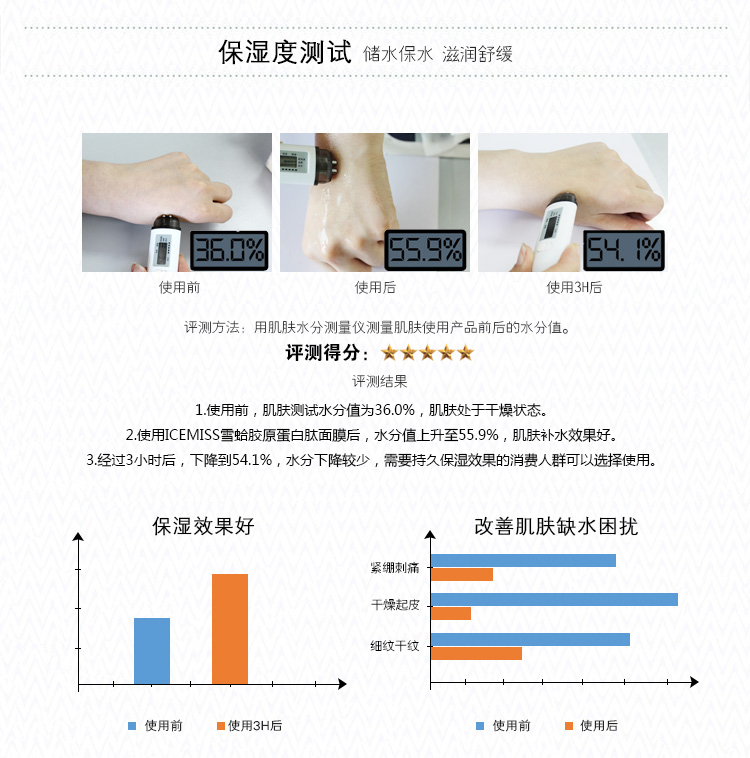 保湿度测试 储水保水 滋润舒缓
36.0% 55.9% 54.1%
使用前 使用后 使用3H后
评测方法：用肌肤水分测量仪测量肌肤使用产品前后的水分值。
评测得分：
评测结果
1.使用前，肌肤测试水分值为36.0%，肌肤处于干燥状态。
2.使用ICEMISS雪蛤胶原蛋白肽面膜后，水分值上升至55.9%，肌肤补水效果好。
3.经过3小时后，下降到54.1%，水分下降较少，需要持久保湿效果的消费人群可以选择使用。
保湿效果好
使用前 使用3H后
改善肌肤缺水困扰
紧绷刺痛
干燥起皮
细纹干纹
使用前 使用后